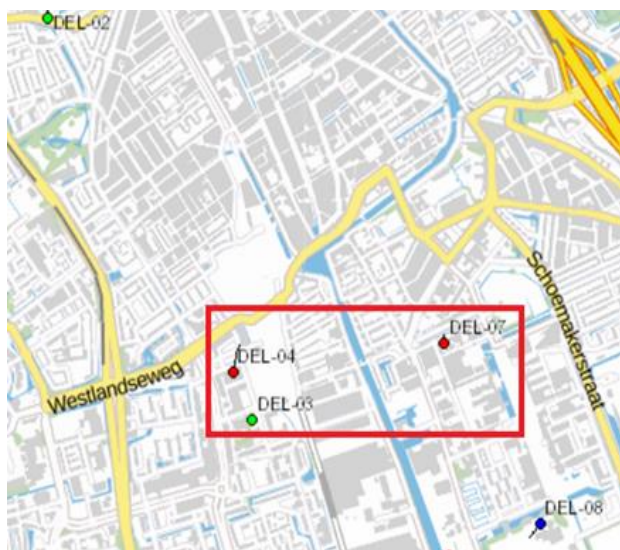 DEL-02
Schoemakerstraat
DEL-07
DEL-04
Westlandseweg
DEL-03
DEL-08